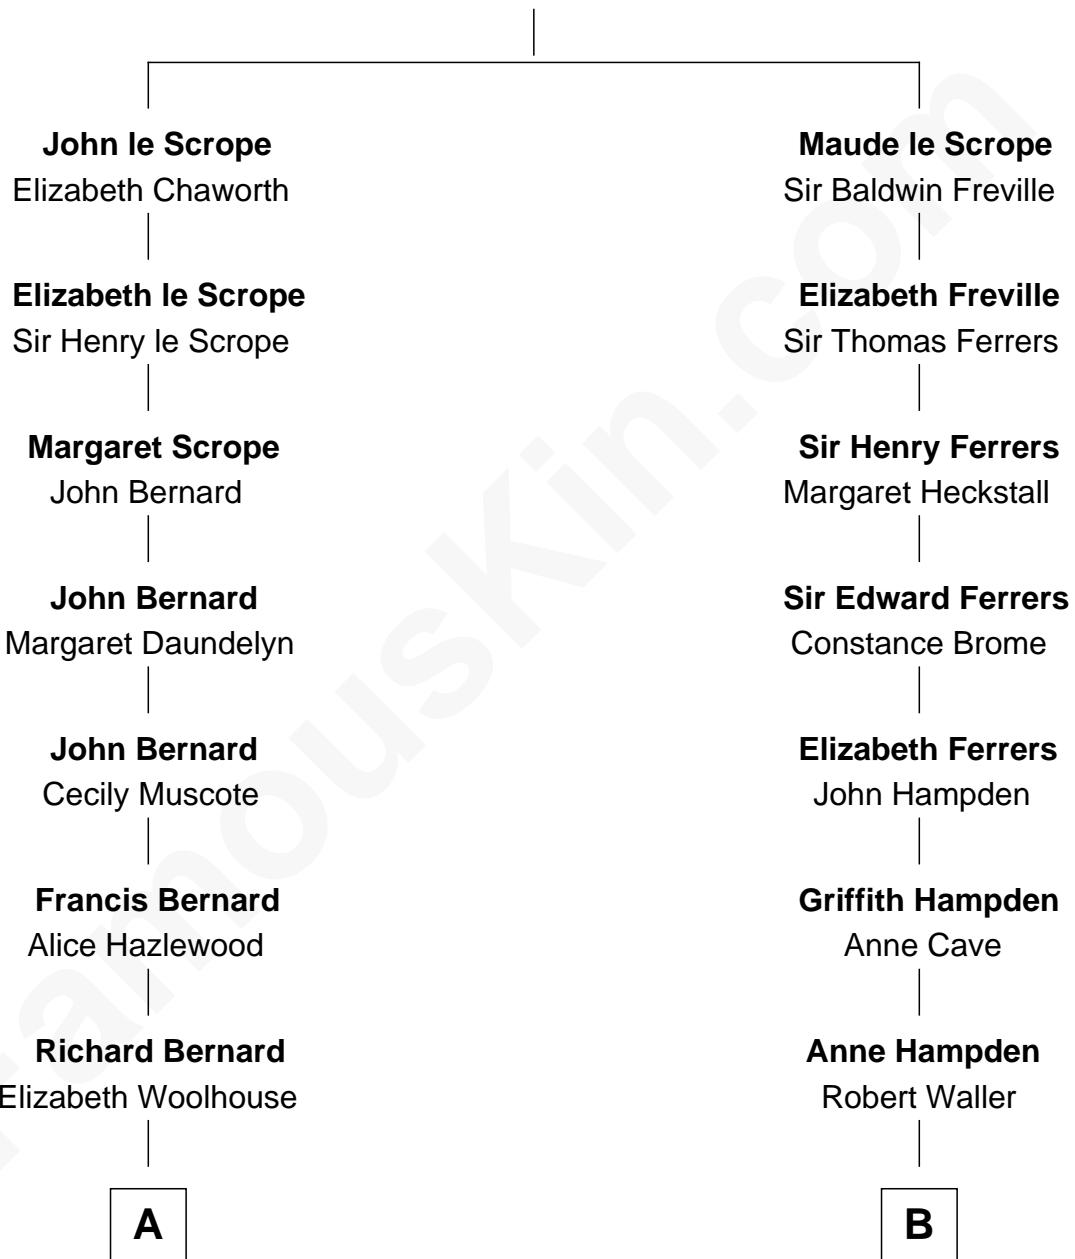 John le Scrope
Elizabeth Chaworth
Elizabeth le Scrope
Sir Henry le Scrope
Margaret Scrope
John Bernard
John Bernard
Margaret Daundelyn
John Bernard
Cecily Muscote
Francis Bernard
Alice Hazlewood
Richard Bernard
Elizabeth Woolhouse
A
Maude le Scrope
Sir Baldwin Freville
Elizabeth Freville
Sir Thomas Ferrers
Sir Henry Ferrers
Margaret Heckstall
Sir Edward Ferrers
Constance Brome
Elizabeth Ferrers
John Hampden
Griffith Hampden
Anne Cave
Anne Hampden
Robert Waller
B
FamousKin.com